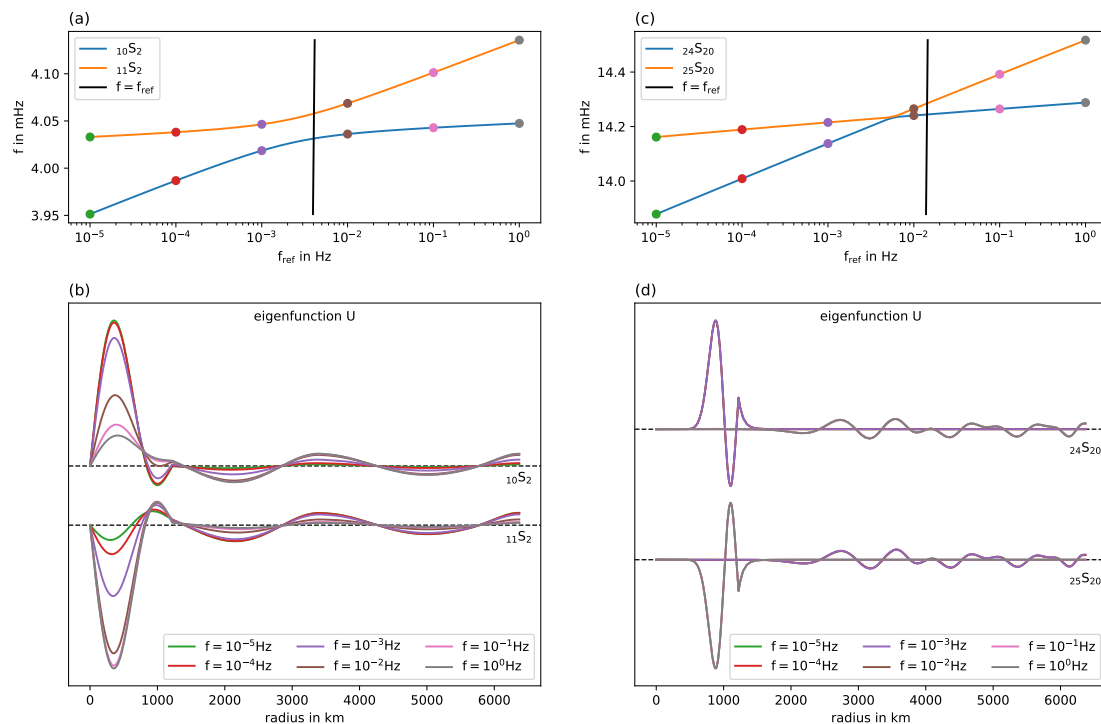 (a)
₁₀S₂
₁₁S₂
f = f_ref
f in mHz
4.10
4.05
4.00
3.95
10⁻⁵ 10⁻⁴ 10⁻³ 10⁻² 10⁻¹ 10⁰
f_ref in Hz
(c)
₂₄S₂₀
₂₅S₂₀
f = f_ref
f in mHz
14.4
14.2
14.0
10⁻⁵ 10⁻⁴ 10⁻³ 10⁻² 10⁻¹ 10⁰
f_ref in Hz
(b)
eigenfunction U
₁₀S₂
₁₁S₂
f = 10⁻⁵Hz f = 10⁻³Hz f = 10⁻¹Hz
f = 10⁻⁴Hz f = 10⁻²Hz f = 10⁰Hz
0 1000 2000 3000 4000 5000 6000
radius in km
(d)
eigenfunction U
₂₄S₂₀
₂₅S₂₀
f = 10⁻⁵Hz f = 10⁻³Hz f = 10⁻¹Hz
f = 10⁻⁴Hz f = 10⁻²Hz f = 10⁰Hz
0 1000 2000 3000 4000 5000 6000
radius in km